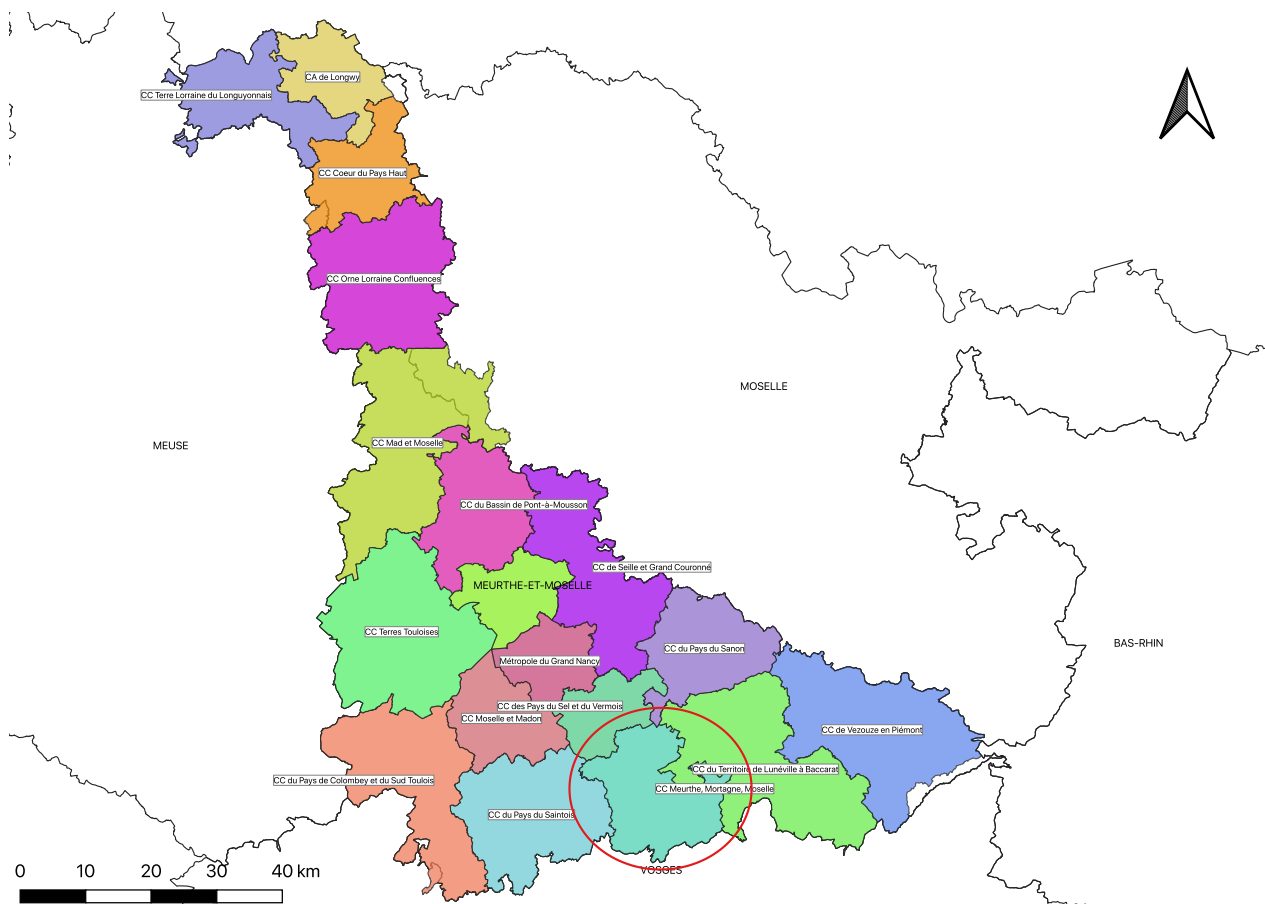 CA de Longwy
CC Terre Lorraine du Longuyonnais
CC Coeur du Pays Haut
CC Orne Lorraine Confluences
MOSELLE
MEUSE
CC Mad et Moselle
CC du Bassin de Pont-à-Mousson
CC de Seille et Grand Couronné
MEURTHE-ET-MOSELLE
CC Terres Touloises
BAS-RHIN
CC du Pays du Sanon
Métropole du Grand Nancy
CC des Pays du Sel et du Vermois
CC Moselle et Madon
CC de Vezouze en Piémont
CC du Territoire de Lunéville à Baccarat
CC du Pays de Colombey et du Sud Toulois
CC Meurthe, Mortagne, Moselle
CC du Pays du Saintois
VOSGES
0 10 20 30 40 km